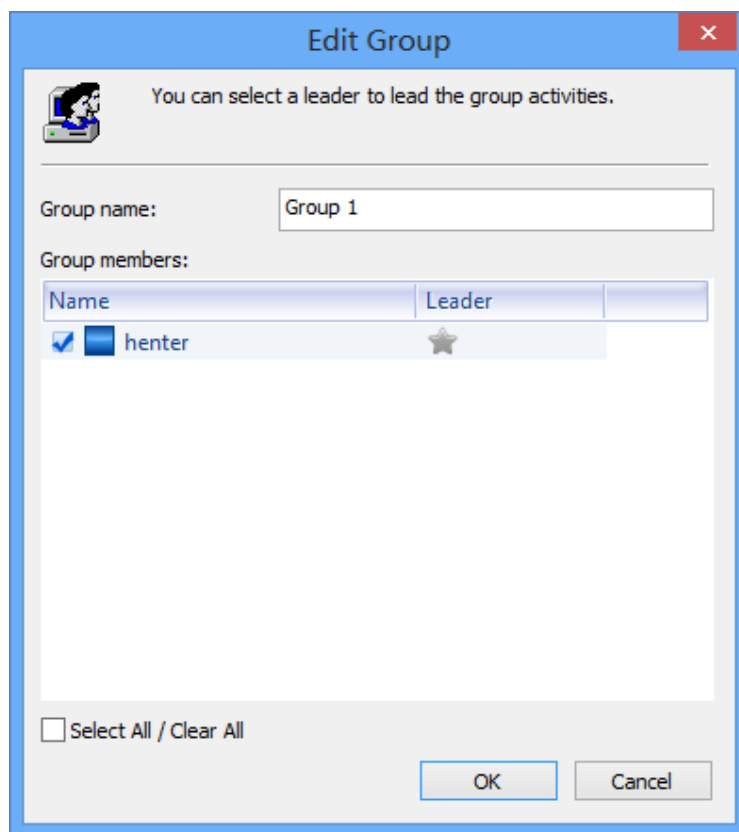 Edit Group
You can select a leader to lead the group activities.
Group name: Group 1
Group members:
Name Leader
henter
Select All / Clear All
OK Cancel